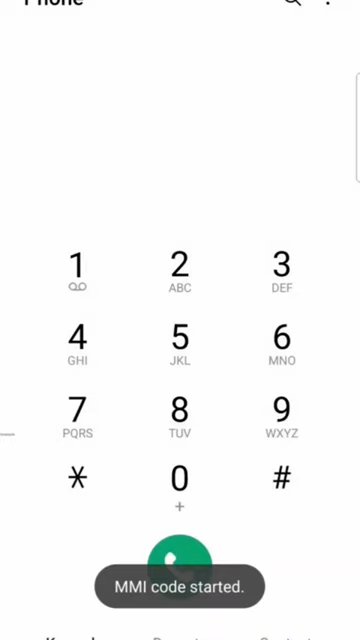 Phone
1 2 3
ABC DEF
4 5 6
GHI JKL MNO
7 8 9
PQRS TUV WXYZ
* 0 #
+
MMI code started.